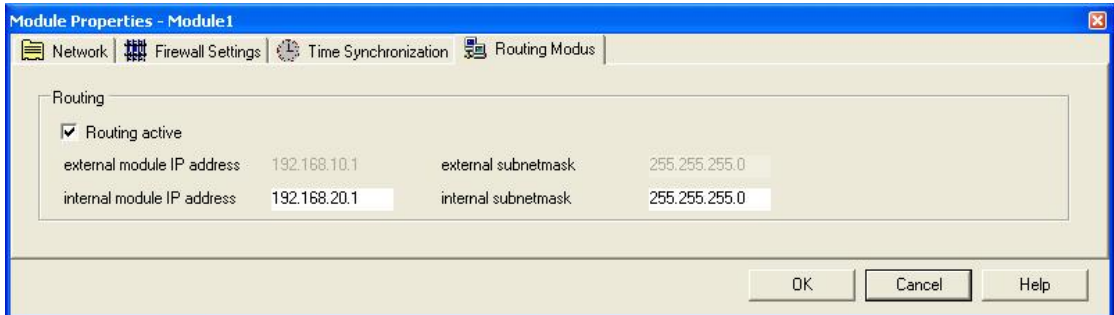 Module Properties - Module1
Network Firewall Settings Time Synchronization Routing Modus
Routing
Routing active
external module IP address 192.168.10.1 external subnetmask 255.255.255.0
internal module IP address 192.168.20.1 internal subnetmask 255.255.255.0
OK Cancel Help